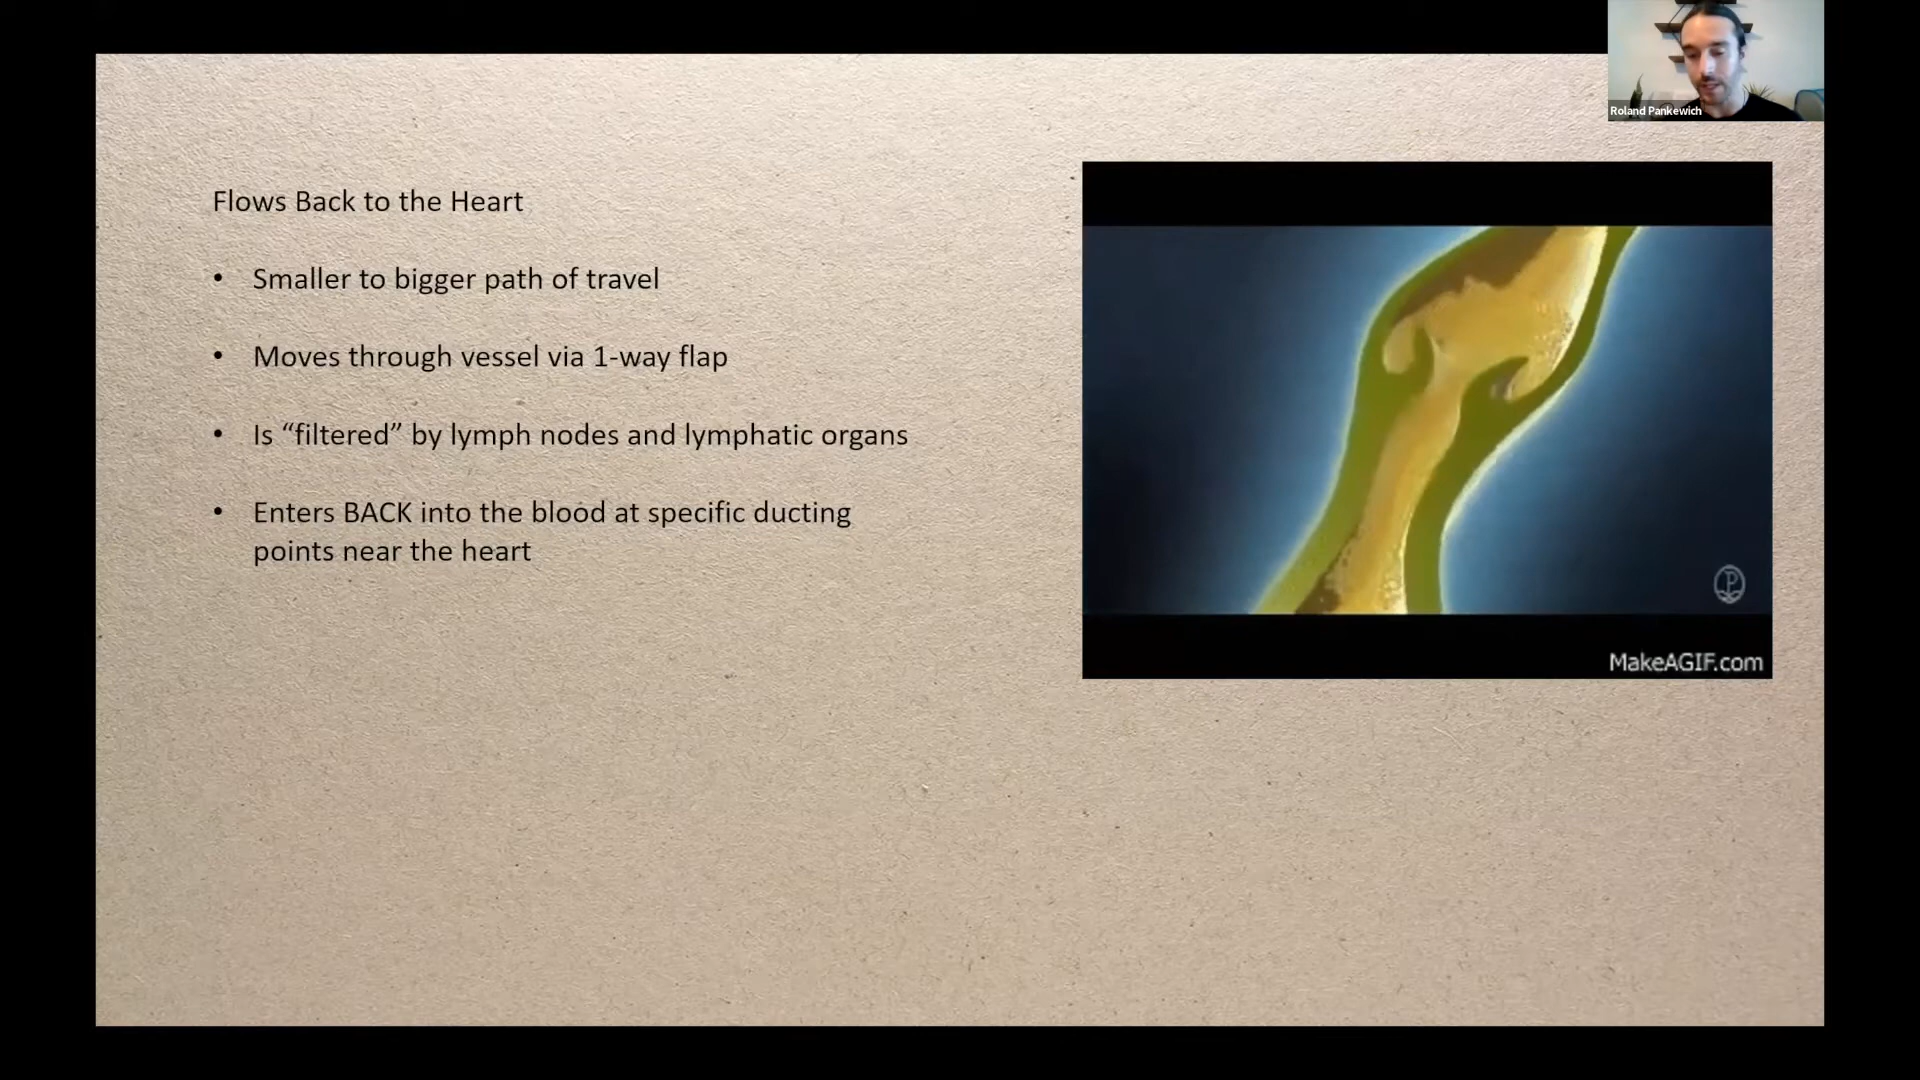 Roland Pankewich
Flows Back to the Heart
• Smaller to bigger path of travel
• Moves through vessel via 1-way flap
• Is “filtered” by lymph nodes and lymphatic organs
• Enters BACK into the blood at specific ducting
points near the heart
P
MakeAGIF.com